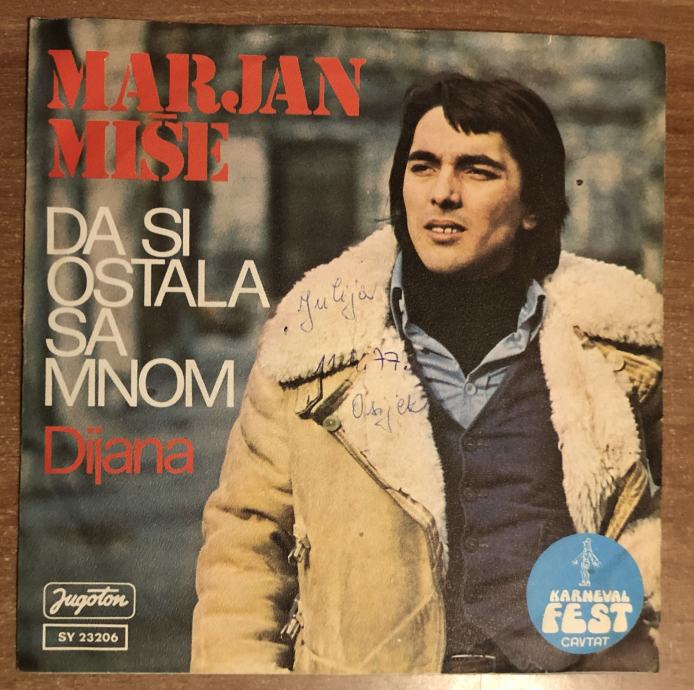 MARJAN
MIŠE
DA SI
OSTALA
SA
MNOM
Dijana
Julija
77.
Osijek
Jugoton
SY 23206
KARNEVAL
FEST
CAVTAT